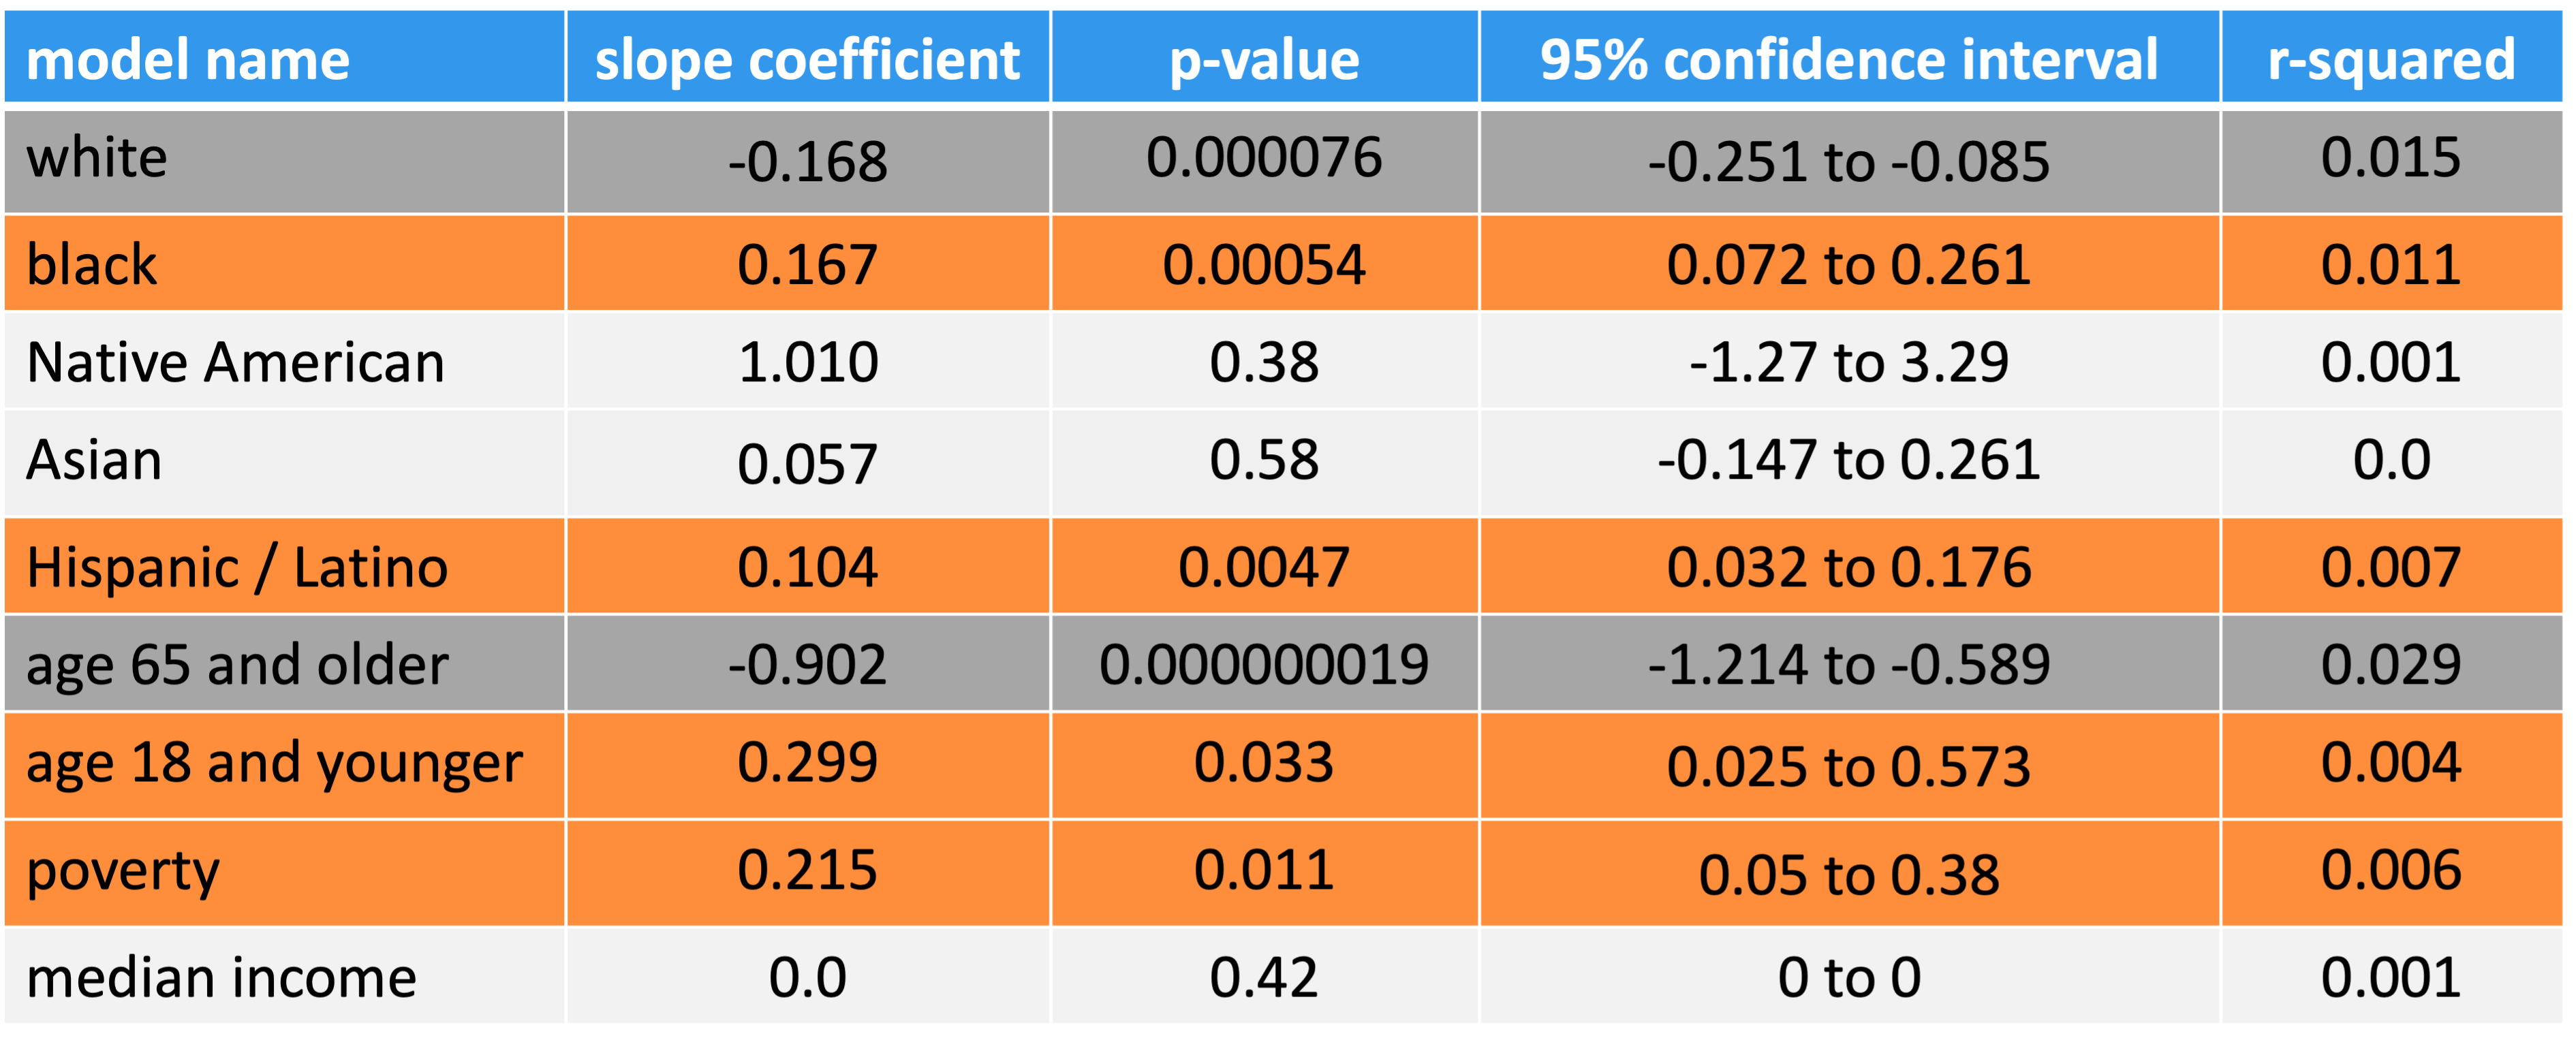 model name slope coefficient p-value 95% confidence interval r-squared
white -0.168 0.000076 -0.251 to -0.085 0.015
black 0.167 0.00054 0.072 to 0.261 0.011
Native American 1.010 0.38 -1.27 to 3.29 0.001
Asian 0.057 0.58 -0.147 to 0.261 0.0
Hispanic / Latino 0.104 0.0047 0.032 to 0.176 0.007
age 65 and older -0.902 0.000000019 -1.214 to -0.589 0.029
age 18 and younger 0.299 0.033 0.025 to 0.573 0.004
poverty 0.215 0.011 0.05 to 0.38 0.006
median income 0.0 0.42 0 to 0 0.001